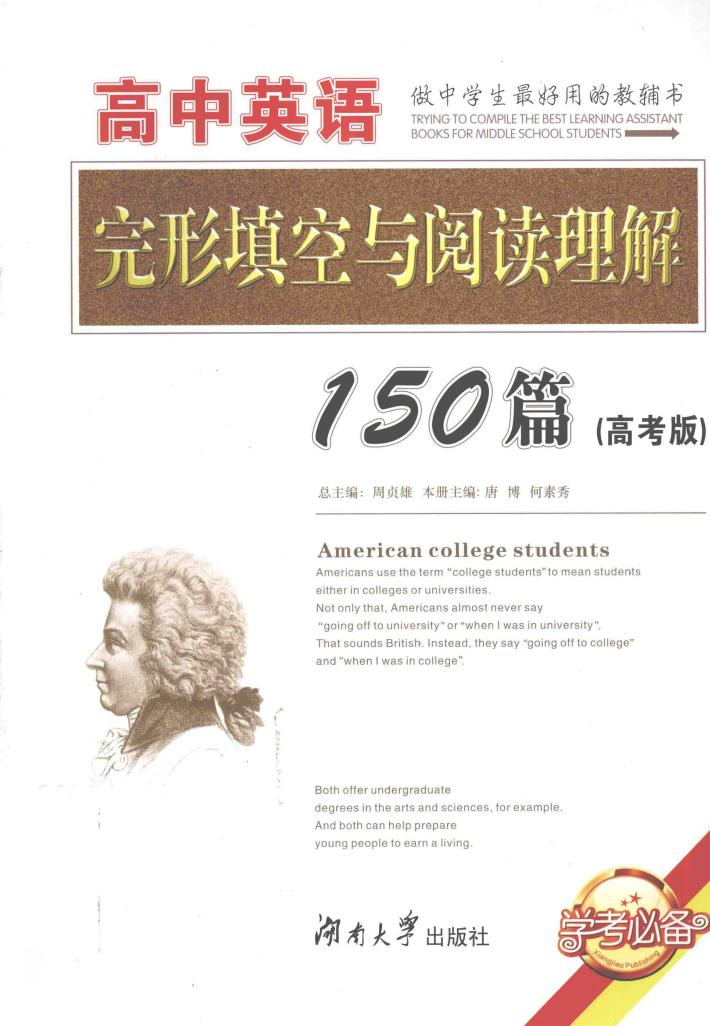 高中英语
做中学生最好用的教辅书
TRYING TO COMPILE THE BEST LEARNING ASSISTANT
BOOKS FOR MIDDLE SCHOOL STUDENTS
完形填空与阅读理解
150篇(高考版)
总主编：周贞雄 本册主编：唐 博 何素秀
American college students
Americans use the term "college students" to mean students
either in colleges or universities.
Not only that, Americans almost never say
"going off to university" or "when I was in university".
That sounds British. Instead, they say "going off to college"
and "when I was in college".
Both offer undergraduate
degrees in the arts and sciences, for example.
And both can help prepare
young people to earn a living.
湖南大学出版社
学考必备
Xiangjiao Publishing